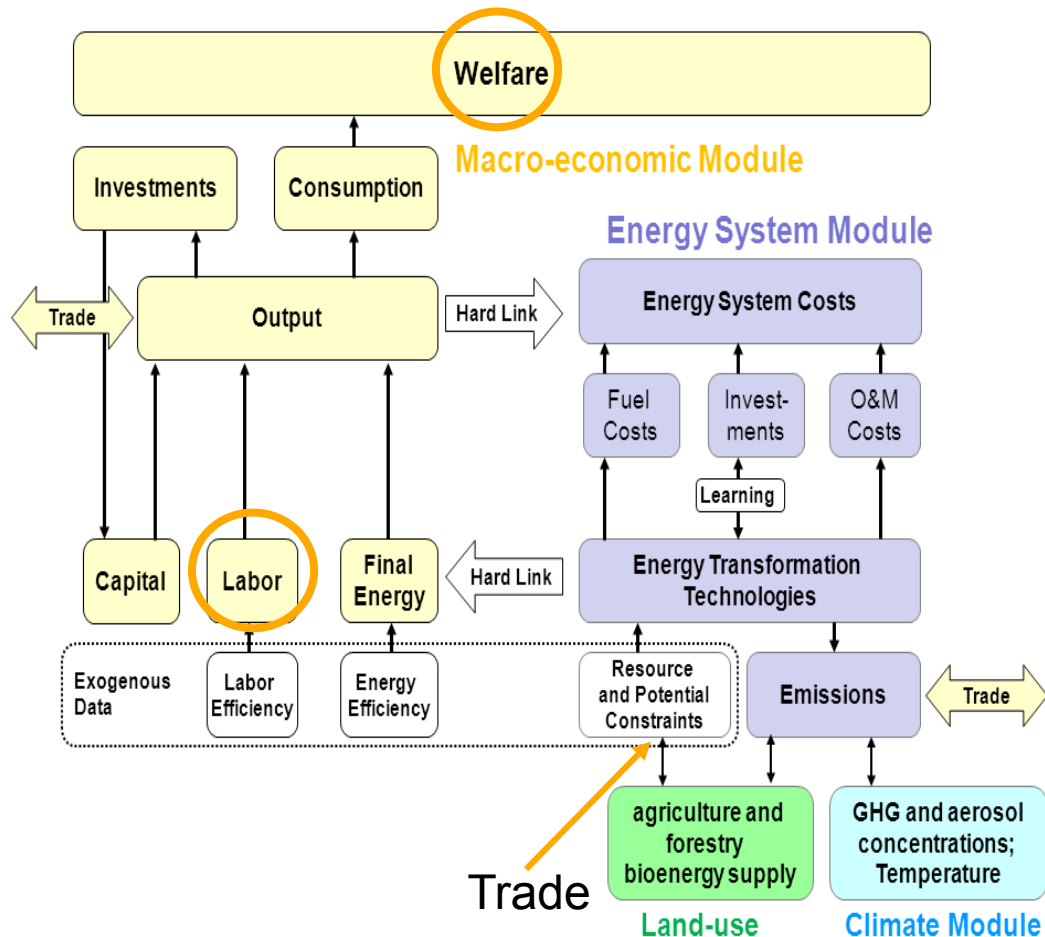 Welfare
Macro-economic Module
Investments
Consumption
Energy System Module
Trade
Output
Hard Link
Energy System Costs
Fuel
Costs
Invest-
ments
O&M
Costs
Learning
Capital
Labor
Final
Energy
Hard Link
Energy Transformation
Technologies
Exogenous
Data
Labor
Efficiency
Energy
Efficiency
Resource
and Potential
Constraints
Emissions
Trade
agriculture and
forestry
bioenergy supply
GHG and aerosol
concentrations;
Temperature
Trade
Land-use
Climate Module